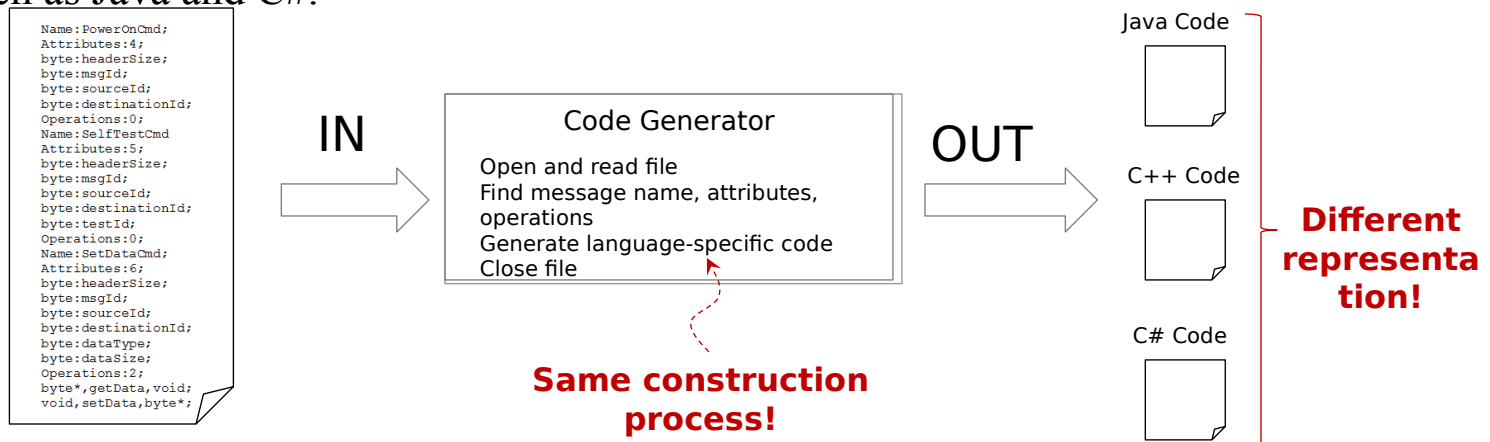 en as Java and C#.
Name:PowerOnCmd;
Attributes:4;
byte:headerSize;
byte:msgId;
byte:sourceId;
byte:destinationId;
Operations:0;
Name:SelfTestCmd
Attributes:5;
byte:headerSize;
byte:msgId;
byte:sourceId;
byte:destinationId;
byte:testId;
Operations:0;
Name:SetDataCmd;
Attributes:6;
byte:headerSize;
byte:msgId;
byte:sourceId;
byte:destinationId;
byte:dataType;
byte:dataSize;
Operations:2;
byte*,getData,void;
void,setData,byte*;
IN
Code Generator
Open and read file
Find message name, attributes,
operations
Generate language-specific code
Close file
Same construction
process!
OUT
Java Code
C++ Code
C# Code
Different
representa
tion!